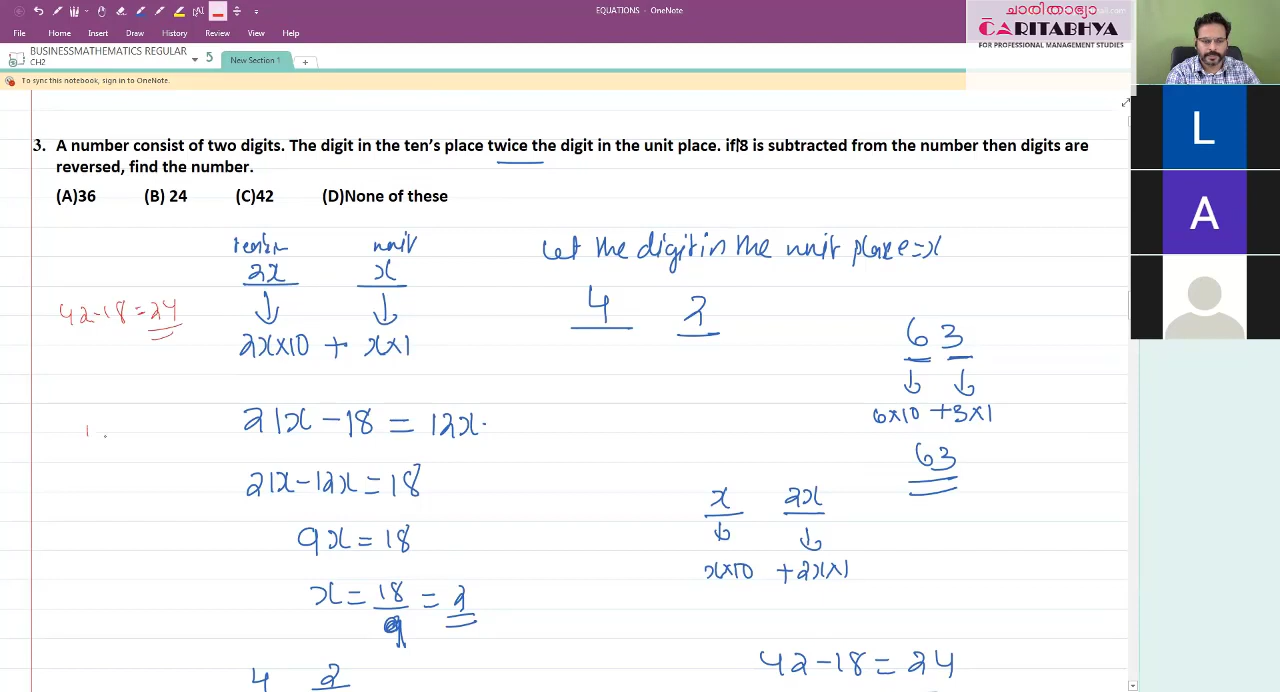 EQUATIONS - OneNote
File Home Insert Draw History Review View Help
ചാരിതാഭ്യാ
CARITABHYA
FOR PROFESSIONAL MANAGEMENT STUDIES
BUSINESSMATHEMATICS REGULAR
CH2
5
New Section 1
To sync this notebook, sign in to OneNote.
3. A number consist of two digits. The digit in the ten's place twice the digit in the unit place. if18 is subtracted from the number then digits are
reversed, find the number.
(A)36 (B) 24 (C)42 (D)None of these
unit
Let the digit in the unit place=x
2x x
4 2
42-18=24
2x×10 + x×1
6 3
6×10 +3×1
63
21x-18 = 12x
21x-12x=18
x 2x
9x=18
x×10 +2x×1
x=18/9=2
42-18=24
4 2
L
A